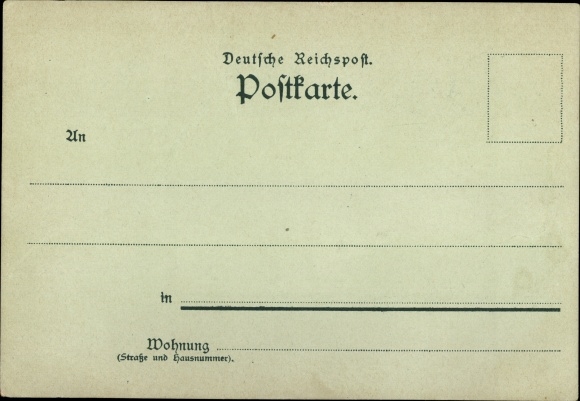 Deutsche Reichspost.
Postkarte.
An
in
Wohnung
(Straße und Hausnummer).